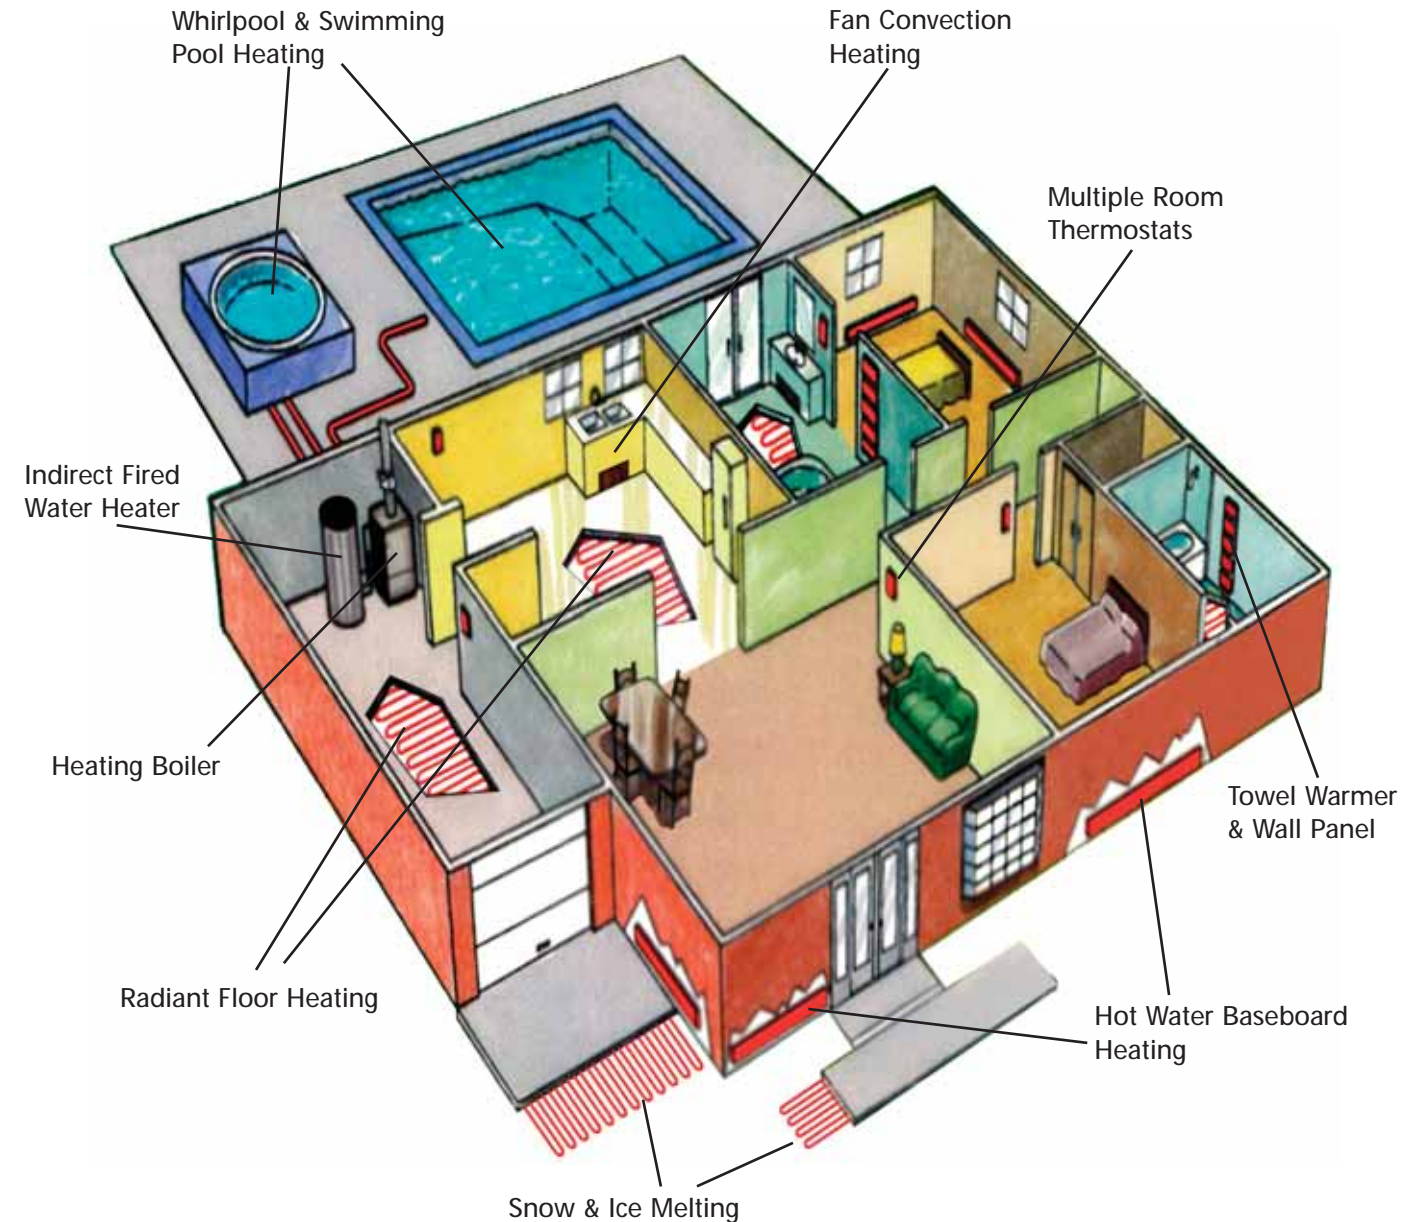 Whirlpool & Swimming
Pool Heating
Fan Convection
Heating
Multiple Room
Thermostats
Indirect Fired
Water Heater
Heating Boiler
Towel Warmer
& Wall Panel
Radiant Floor Heating
Hot Water Baseboard
Heating
Snow & Ice Melting